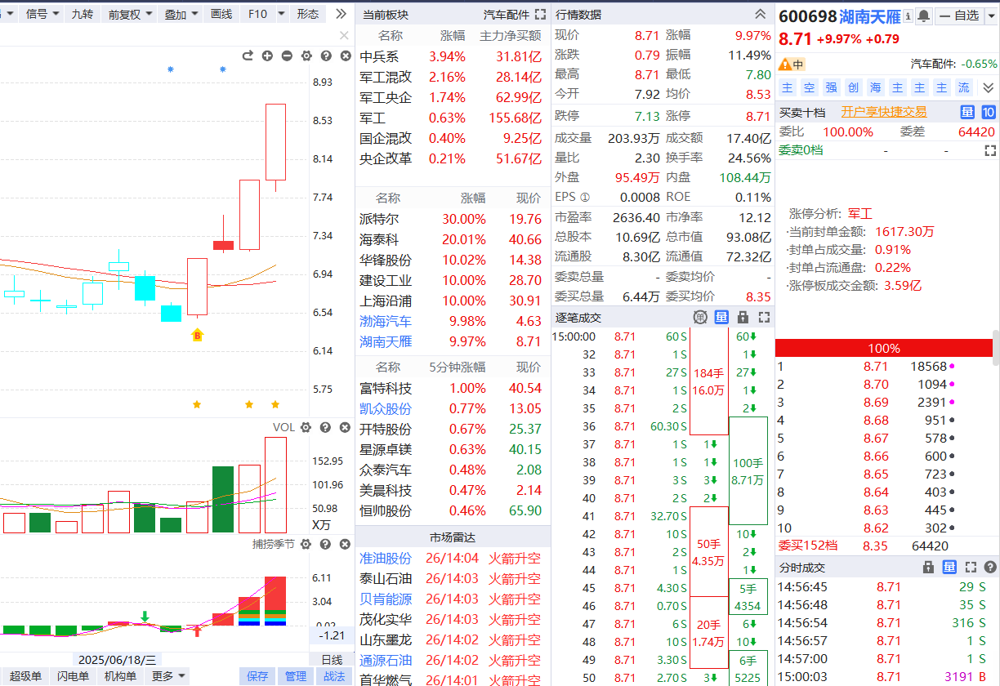 信号 九转 前复权 叠加 画线 F10 形态
8.93
8.53
8.14
7.74
7.34
6.94
6.54
6.14
5.75
B
VOL
152.95
101.96
50.98
X万
捕捞季节
6.11
3.04
0.02
-1.21
2025/06/18/三 日线
超级单 闪电单 机构单 更多 保存 管理 战法
当前板块 汽车配件
名称 涨幅 主力净买额
中兵系 3.94% 31.81亿
军工混改 2.16% 28.14亿
军工央企 1.74% 62.99亿
军工 0.63% 155.68亿
国企混改 0.40% 9.25亿
央企改革 0.21% 51.67亿
名称 涨幅 现价
派特尔 30.00% 19.76
海泰科 20.01% 40.66
华锋股份 10.02% 14.38
建设工业 10.00% 28.70
上海沿浦 10.00% 30.91
渤海汽车 9.98% 4.63
湖南天雁 9.97% 8.71
名称 5分钟涨幅 现价
富特科技 1.00% 40.54
凯众股份 0.77% 13.05
开特股份 0.67% 25.37
星源卓镁 0.63% 40.15
众泰汽车 0.48% 2.08
美晨科技 0.47% 2.14
恒帅股份 0.46% 65.90
市场雷达
准油股份 26/14:04 火箭升空
泰山石油 26/14:03 火箭升空
贝肯能源 26/14:03 火箭升空
茂化实华 26/14:03 火箭升空
山东墨龙 26/14:02 火箭升空
通源石油 26/14:02 火箭升空
首华燃气 26/14:01 火箭升空
行情数据
现价 8.71 涨幅 9.97%
涨跌 0.79 振幅 11.49%
最高 8.71 最低 7.80
今开 7.92 均价 8.53
跌停 7.13 涨停 8.71
成交量 203.93万 成交额 17.40亿
量比 2.30 换手率 24.56%
外盘 95.49万 内盘 108.44万
EPS ① 0.0008 ROE 0.11%
市盈率 2636.40 市净率 12.12
总股本 10.69亿 总市值 93.08亿
流通股 8.30亿 流通值 72.32亿
委卖总量 - 委卖均价 -
委买总量 6.44万 委买均价 8.35
逐笔成交 单 量
15:00:00 8.71 60 S 60
32 8.71 1 S 1
33 8.71 27 S 184手 27
34 8.71 1 S 16.0万 1
35 8.71 2 S 2
36 8.71 60.30 S
37 8.71 1 S 1
38 8.71 1 S 1 100手
39 8.71 3 S 3 8.71万
40 8.71 2 S 2
41 8.71 32.70 S
42 8.71 10 S 10
43 8.71 2 S 50手 2
44 8.71 1 S 4.35万 1
45 8.71 4.30 S 5手
46 8.71 0.70 S 4354
47 8.71 6 S 20手 6
48 8.71 10 S 1.74万 10
49 8.71 3.30 S 6手
50 8.71 2.70 S 3 5225
600698 湖南天雁 自选
8.71 +9.97% +0.79
中 汽车配件: -0.65%
主 空 强 创 海 主 主 主 流
买卖十档 开户享快捷交易 量 10
委比 100.00% 委差 64420
委卖0档 - -
涨停分析: 军工
·当前封单金额: 1617.30万
·封单占成交量: 0.91%
·封单占流通盘: 0.22%
·涨停板成交金额: 3.59亿
100%
1 8.71 18568
2 8.70 1094
3 8.69 2391
4 8.68 951
5 8.67 578
6 8.66 600
7 8.65 723
8 8.64 403
9 8.63 445
10 8.62 302
委买152档 8.35 64420
分时成交 量
14:56:45 8.71 29 S
14:56:48 8.71 35 S
14:56:54 8.71 316 S
14:56:57 8.71 1 S
14:57:00 8.71 1 S
15:00:03 8.71 3191 B